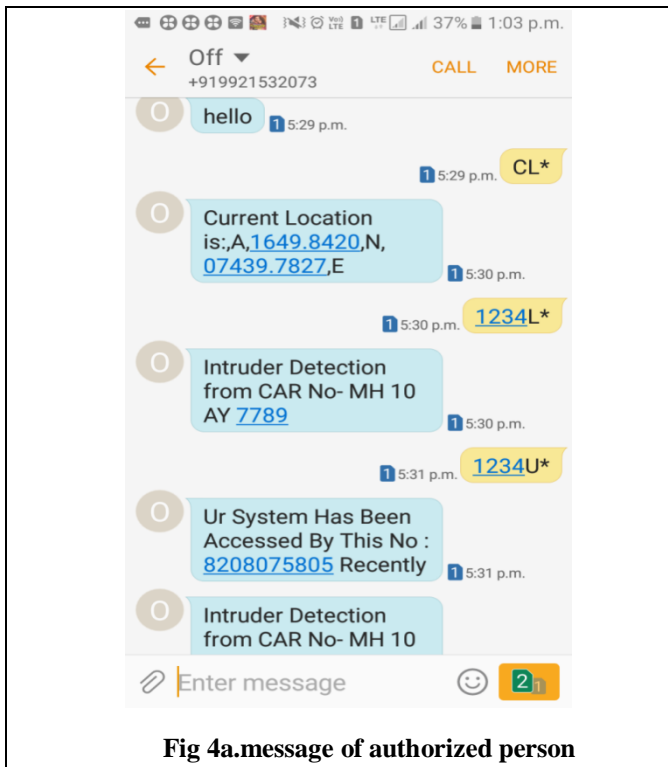 37% 1:03 p.m.
Off
+919921532073
CALL MORE
O
hello
1 5:29 p.m.
1 5:29 p.m. CL*
O
Current Location
is:,A,1649.8420,N,
07439.7827,E
1 5:30 p.m.
1 5:30 p.m. 1234L*
O
Intruder Detection
from CAR No- MH 10
AY 7789
1 5:30 p.m.
1 5:31 p.m. 1234U*
O
Ur System Has Been
Accessed By This No :
8208075805 Recently
1 5:31 p.m.
O
Intruder Detection
from CAR No- MH 10
Enter message
2 1
Fig 4a.message of authorized person